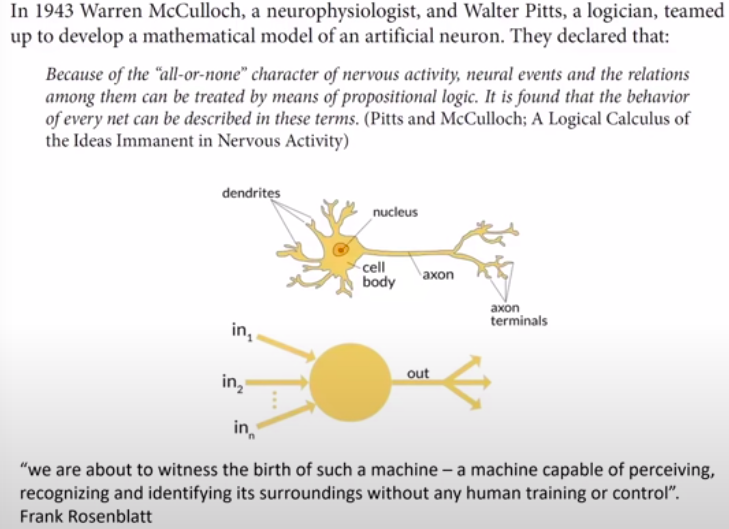 In 1943 Warren McCulloch, a neurophysiologist, and Walter Pitts, a logician, teamed
up to develop a mathematical model of an artificial neuron. They declared that:
Because of the “all-or-none” character of nervous activity, neural events and the relations
among them can be treated by means of propositional logic. It is found that the behavior
of every net can be described in these terms. (Pitts and McCulloch; A Logical Calculus of
the Ideas Immanent in Nervous Activity)
dendrites
nucleus
cell
body
axon
axon
terminals
in1
in2
inn
out
“we are about to witness the birth of such a machine – a machine capable of perceiving,
recognizing and identifying its surroundings without any human training or control”.
Frank Rosenblatt